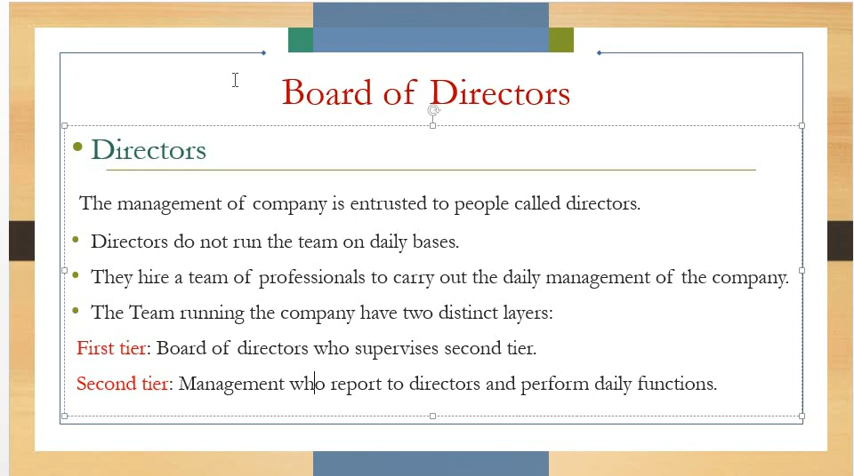 Board of Directors
• Directors
The management of company is entrusted to people called directors.
• Directors do not run the team on daily bases.
• They hire a team of professionals to carry out the daily management of the company.
• The Team running the company have two distinct layers:
First tier: Board of directors who supervises second tier.
Second tier: Management who report to directors and perform daily functions.